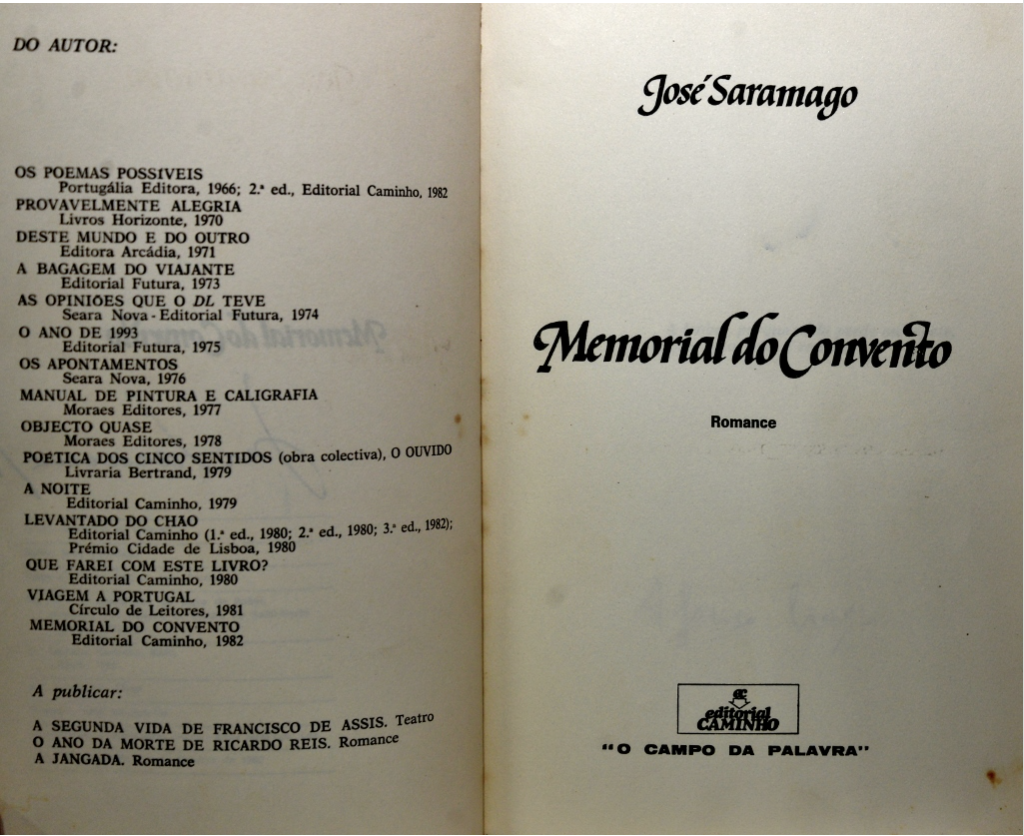 DO AUTOR:
OS POEMAS POSSIVEIS
Portugália Editora, 1966; 2.ª ed., Editorial Caminho, 1982
PROVAVELMENTE ALEGRIA
Livros Horizonte, 1970
DESTE MUNDO E DO OUTRO
Editora Arcádia, 1971
A BAGAGEM DO VIAJANTE
Editorial Futura, 1973
AS OPINIÕES QUE O DL TEVE
Seara Nova - Editorial Futura, 1974
O ANO DE 1993
Editorial Futura, 1975
OS APONTAMENTOS
Seara Nova, 1976
MANUAL DE PINTURA E CALIGRAFIA
Moraes Editores, 1977
OBJECTO QUASE
Moraes Editores, 1978
POÉTICA DOS CINCO SENTIDOS (obra colectiva), O OUVIDO
Livraria Bertrand, 1979
A NOITE
Editorial Caminho, 1979
LEVANTADO DO CHÃO
Editorial Caminho (1.ª ed., 1980; 2.ª ed., 1980; 3.ª ed., 1982);
Prémio Cidade de Lisboa, 1980
QUE FAREI COM ESTE LIVRO?
Editorial Caminho, 1980
VIAGEM A PORTUGAL
Círculo de Leitores, 1981
MEMORIAL DO CONVENTO
Editorial Caminho, 1982
A publicar:
A SEGUNDA VIDA DE FRANCISCO DE ASSIS. Teatro
O ANO DA MORTE DE RICARDO REIS. Romance
A JANGADA. Romance
José Saramago
Memorial do Convento
Romance
editorial
CAMINHO
"O CAMPO DA PALAVRA"